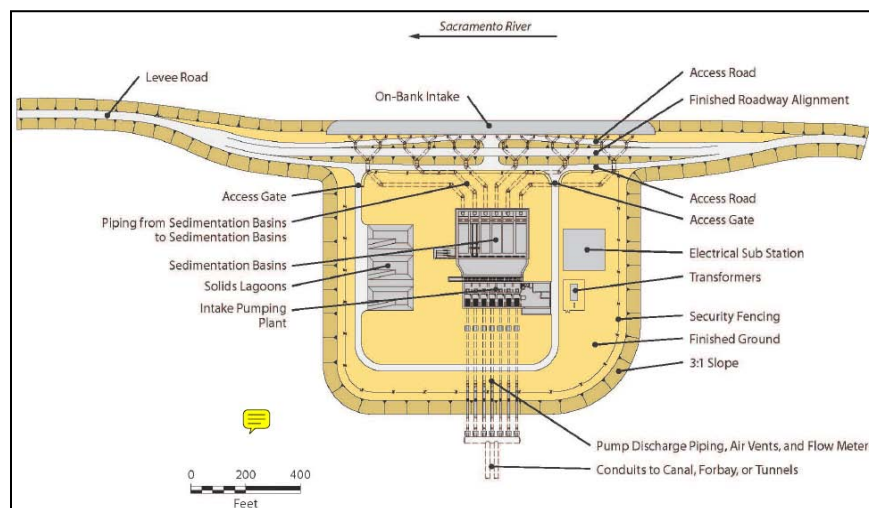 Sacramento River
Levee Road
On-Bank Intake
Access Road
Finished Roadway Alignment
Access Gate
Piping from Sedimentation Basins
to Sedimentation Basins
Sedimentation Basins
Solids Lagoons
Intake Pumping
Plant
Access Road
Access Gate
Electrical Sub Station
Transformers
Security Fencing
Finished Ground
3:1 Slope
Pump Discharge Piping, Air Vents, and Flow Meter
Conduits to Canal, Forbay, or Tunnels
0 200 400
Feet